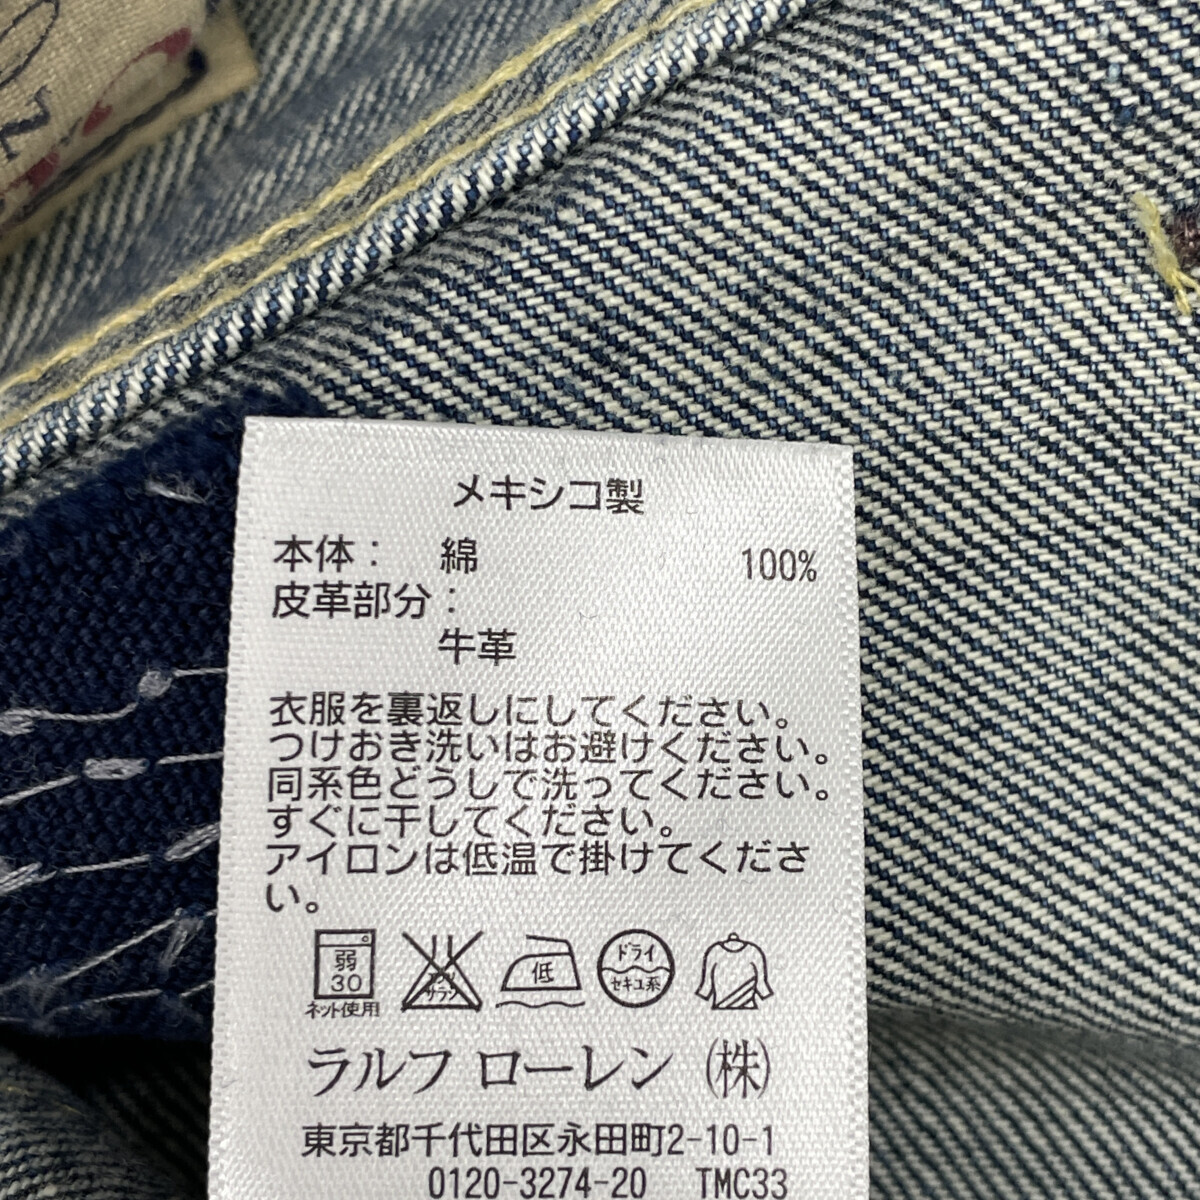 メキシコ製
本体： 綿 100%
皮革部分：
牛革
衣服を裏返しにしてください。
つけおき洗いはお避けください。
同系色どうしで洗ってください。
すぐに干してください。
アイロンは低温で掛けてくださ
い。
弱
30
ネット使用
エンソ
サラシ
低
ドライ
セキユ系
ラルフ ローレン (株)
東京都千代田区永田町2-10-1
0120-3274-20 TMC33